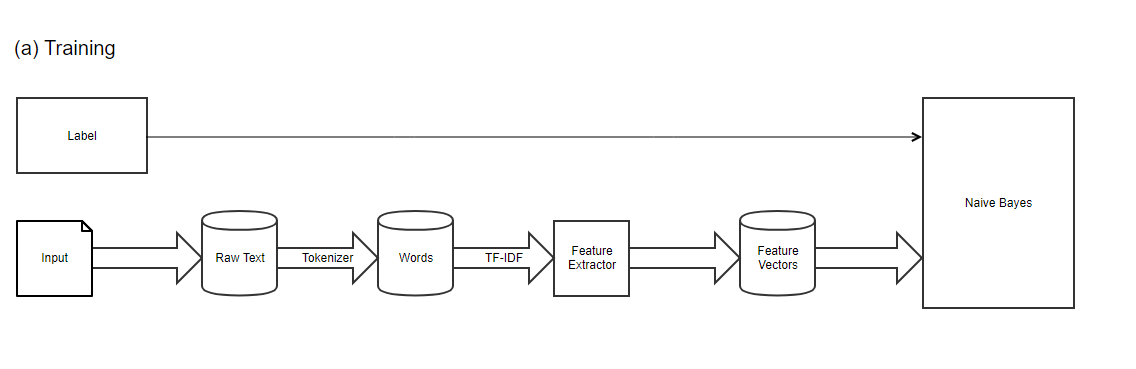 (a) Training
Label
Naive Bayes
Input
Raw Text
Tokenizer
Words
TF-IDF
Feature
Extractor
Feature
Vectors